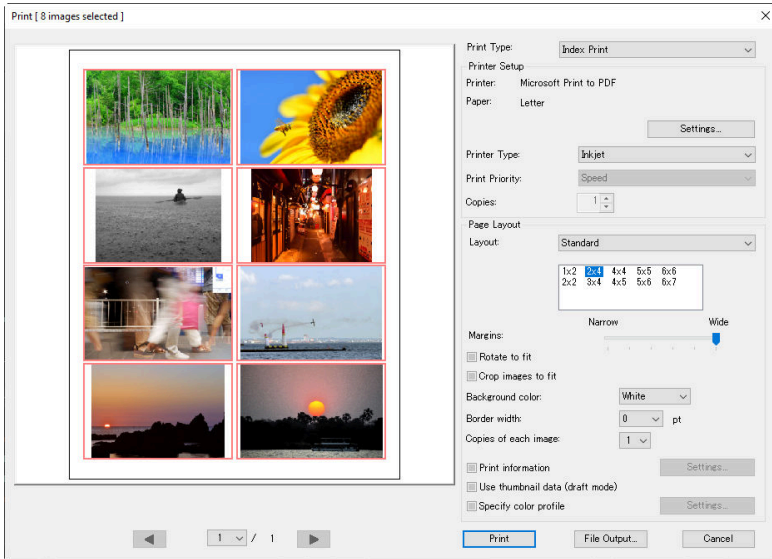 Print [ 8 images selected ]
Print Type: Index Print
Printer Setup
Printer: Microsoft Print to PDF
Paper: Letter
Settings...
Printer Type: Inkjet
Print Priority: Speed
Copies: 1
Page Layout
Layout: Standard
1x2 2x4 4x4 5x5 6x6
2x2 3x4 4x5 5x6 6x7
Narrow Wide
Margins:
Rotate to fit
Crop images to fit
Background color: White
Border width: 0 pt
Copies of each image: 1
Print information Settings...
Use thumbnail data (draft mode)
Specify color profile Settings...
1 / 1
Print File Output... Cancel